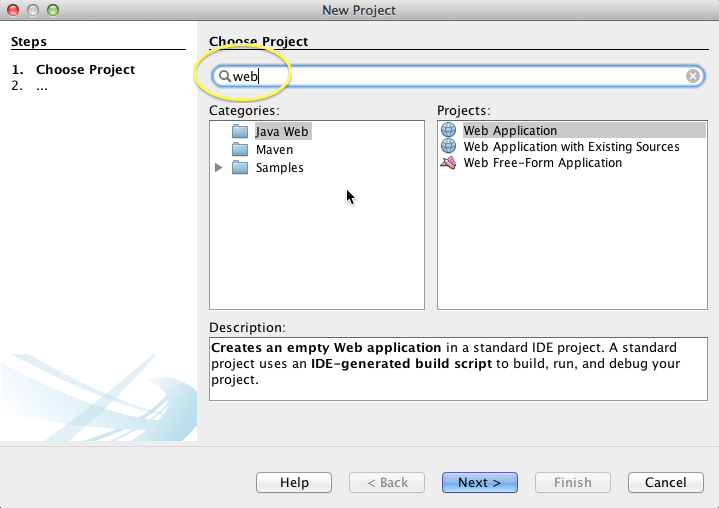 New Project
Steps
1. Choose Project
2. ...
Choose Project
web
Categories:
Java Web
Maven
Samples
Projects:
Web Application
Web Application with Existing Sources
Web Free-Form Application
Description:
Creates an empty Web application in a standard IDE project. A standard
project uses an IDE-generated build script to build, run, and debug your
project.
Help
< Back
Next >
Finish
Cancel